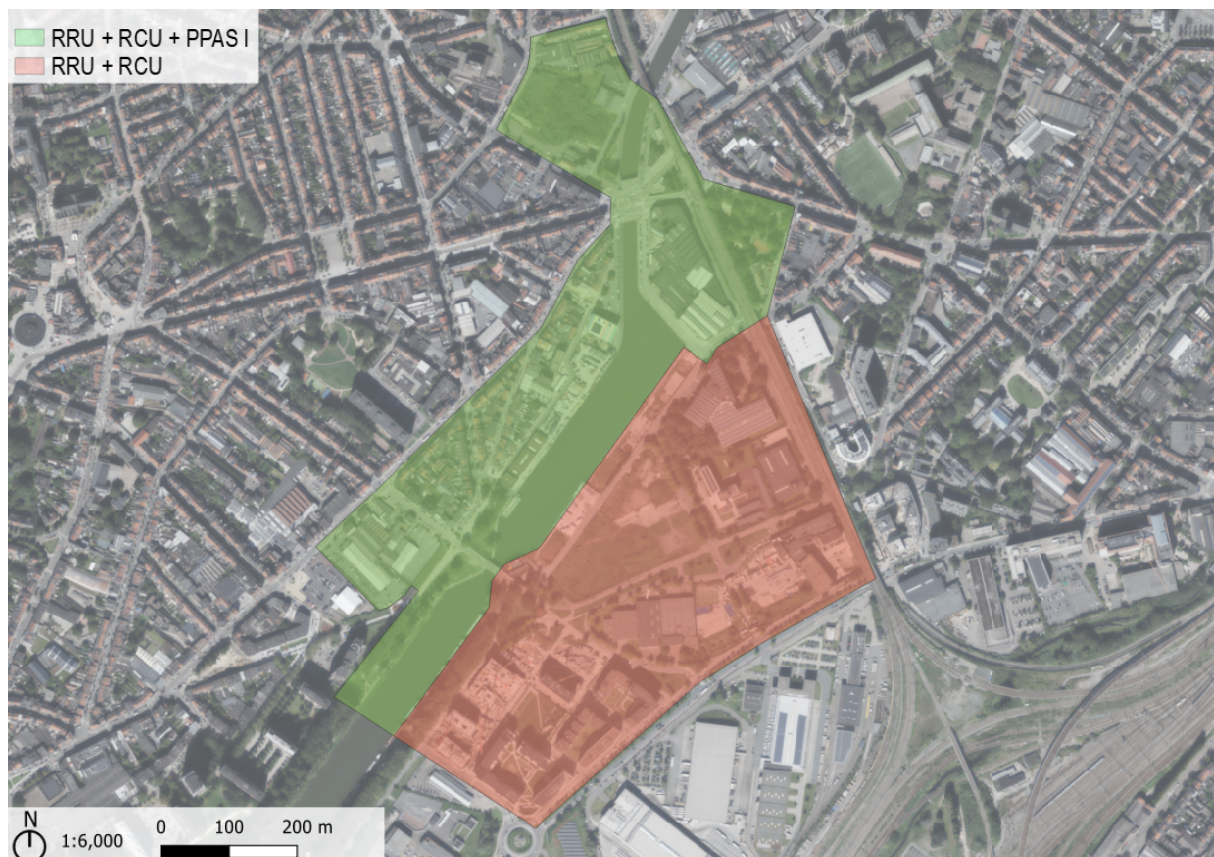 RRU + RCU + PPAS I
RRU + RCU
N
1:6,000
0 100 200 m